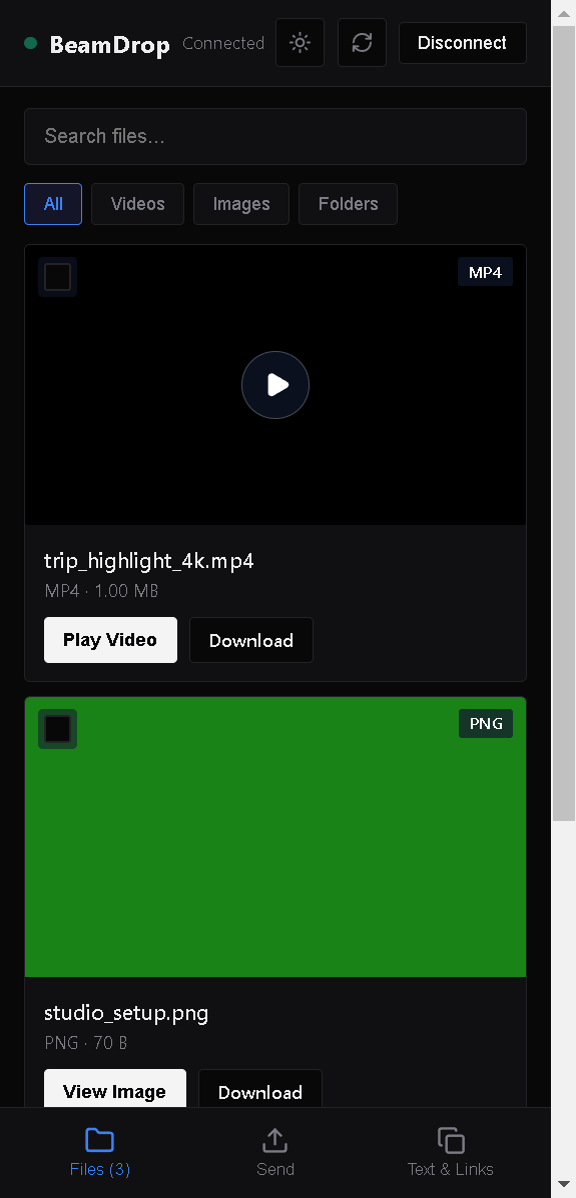 BeamDrop Connected Disconnect
Search files...
All Videos Images Folders
MP4
trip_highlight_4k.mp4
MP4 · 1.00 MB
Play Video Download
PNG
studio_setup.png
PNG · 70 B
View Image Download
Files (3) Send Text & Links